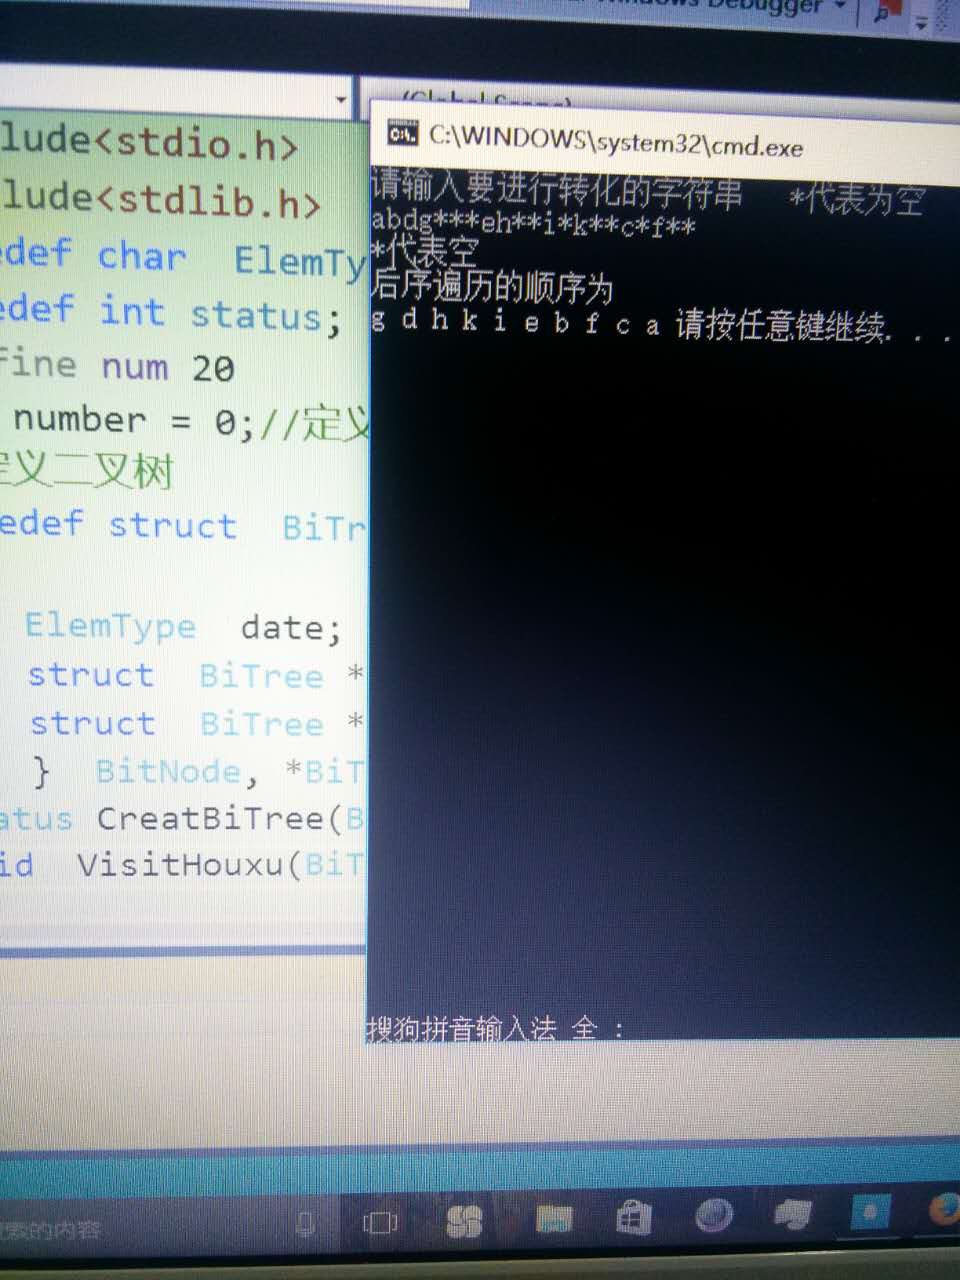 Windows Debugger
lude<stdio.h>
lude<stdlib.h>
edef char ElemTy
edef int status;
fine num 20
number = 0;//定义
定义二叉树
edef struct BiTr
ElemType date;
struct BiTree *
struct BiTree *
} BitNode, *BiT
atus CreatBiTree(B
id VisitHouxu(BiT
C:\WINDOWS\system32\cmd.exe
请输入要进行转化的字符串 *代表为空
abdg***eh**i*k**c*f**
*代表空
后序遍历的顺序为
g d h k i e b f c a 请按任意键继续. . .
搜狗拼音输入法 全 :
索的内容